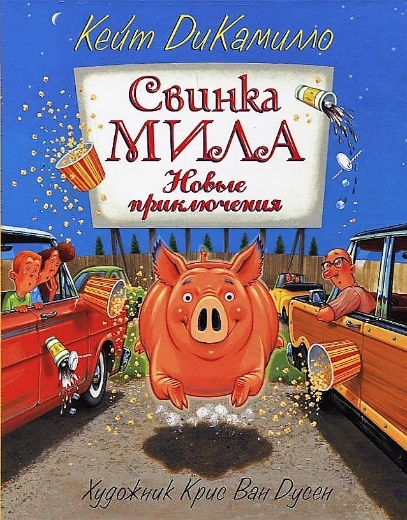 Кейт ДиКамилло
Свинка
МИЛА
Новые
приключения
Художник Крис Ван Дусен